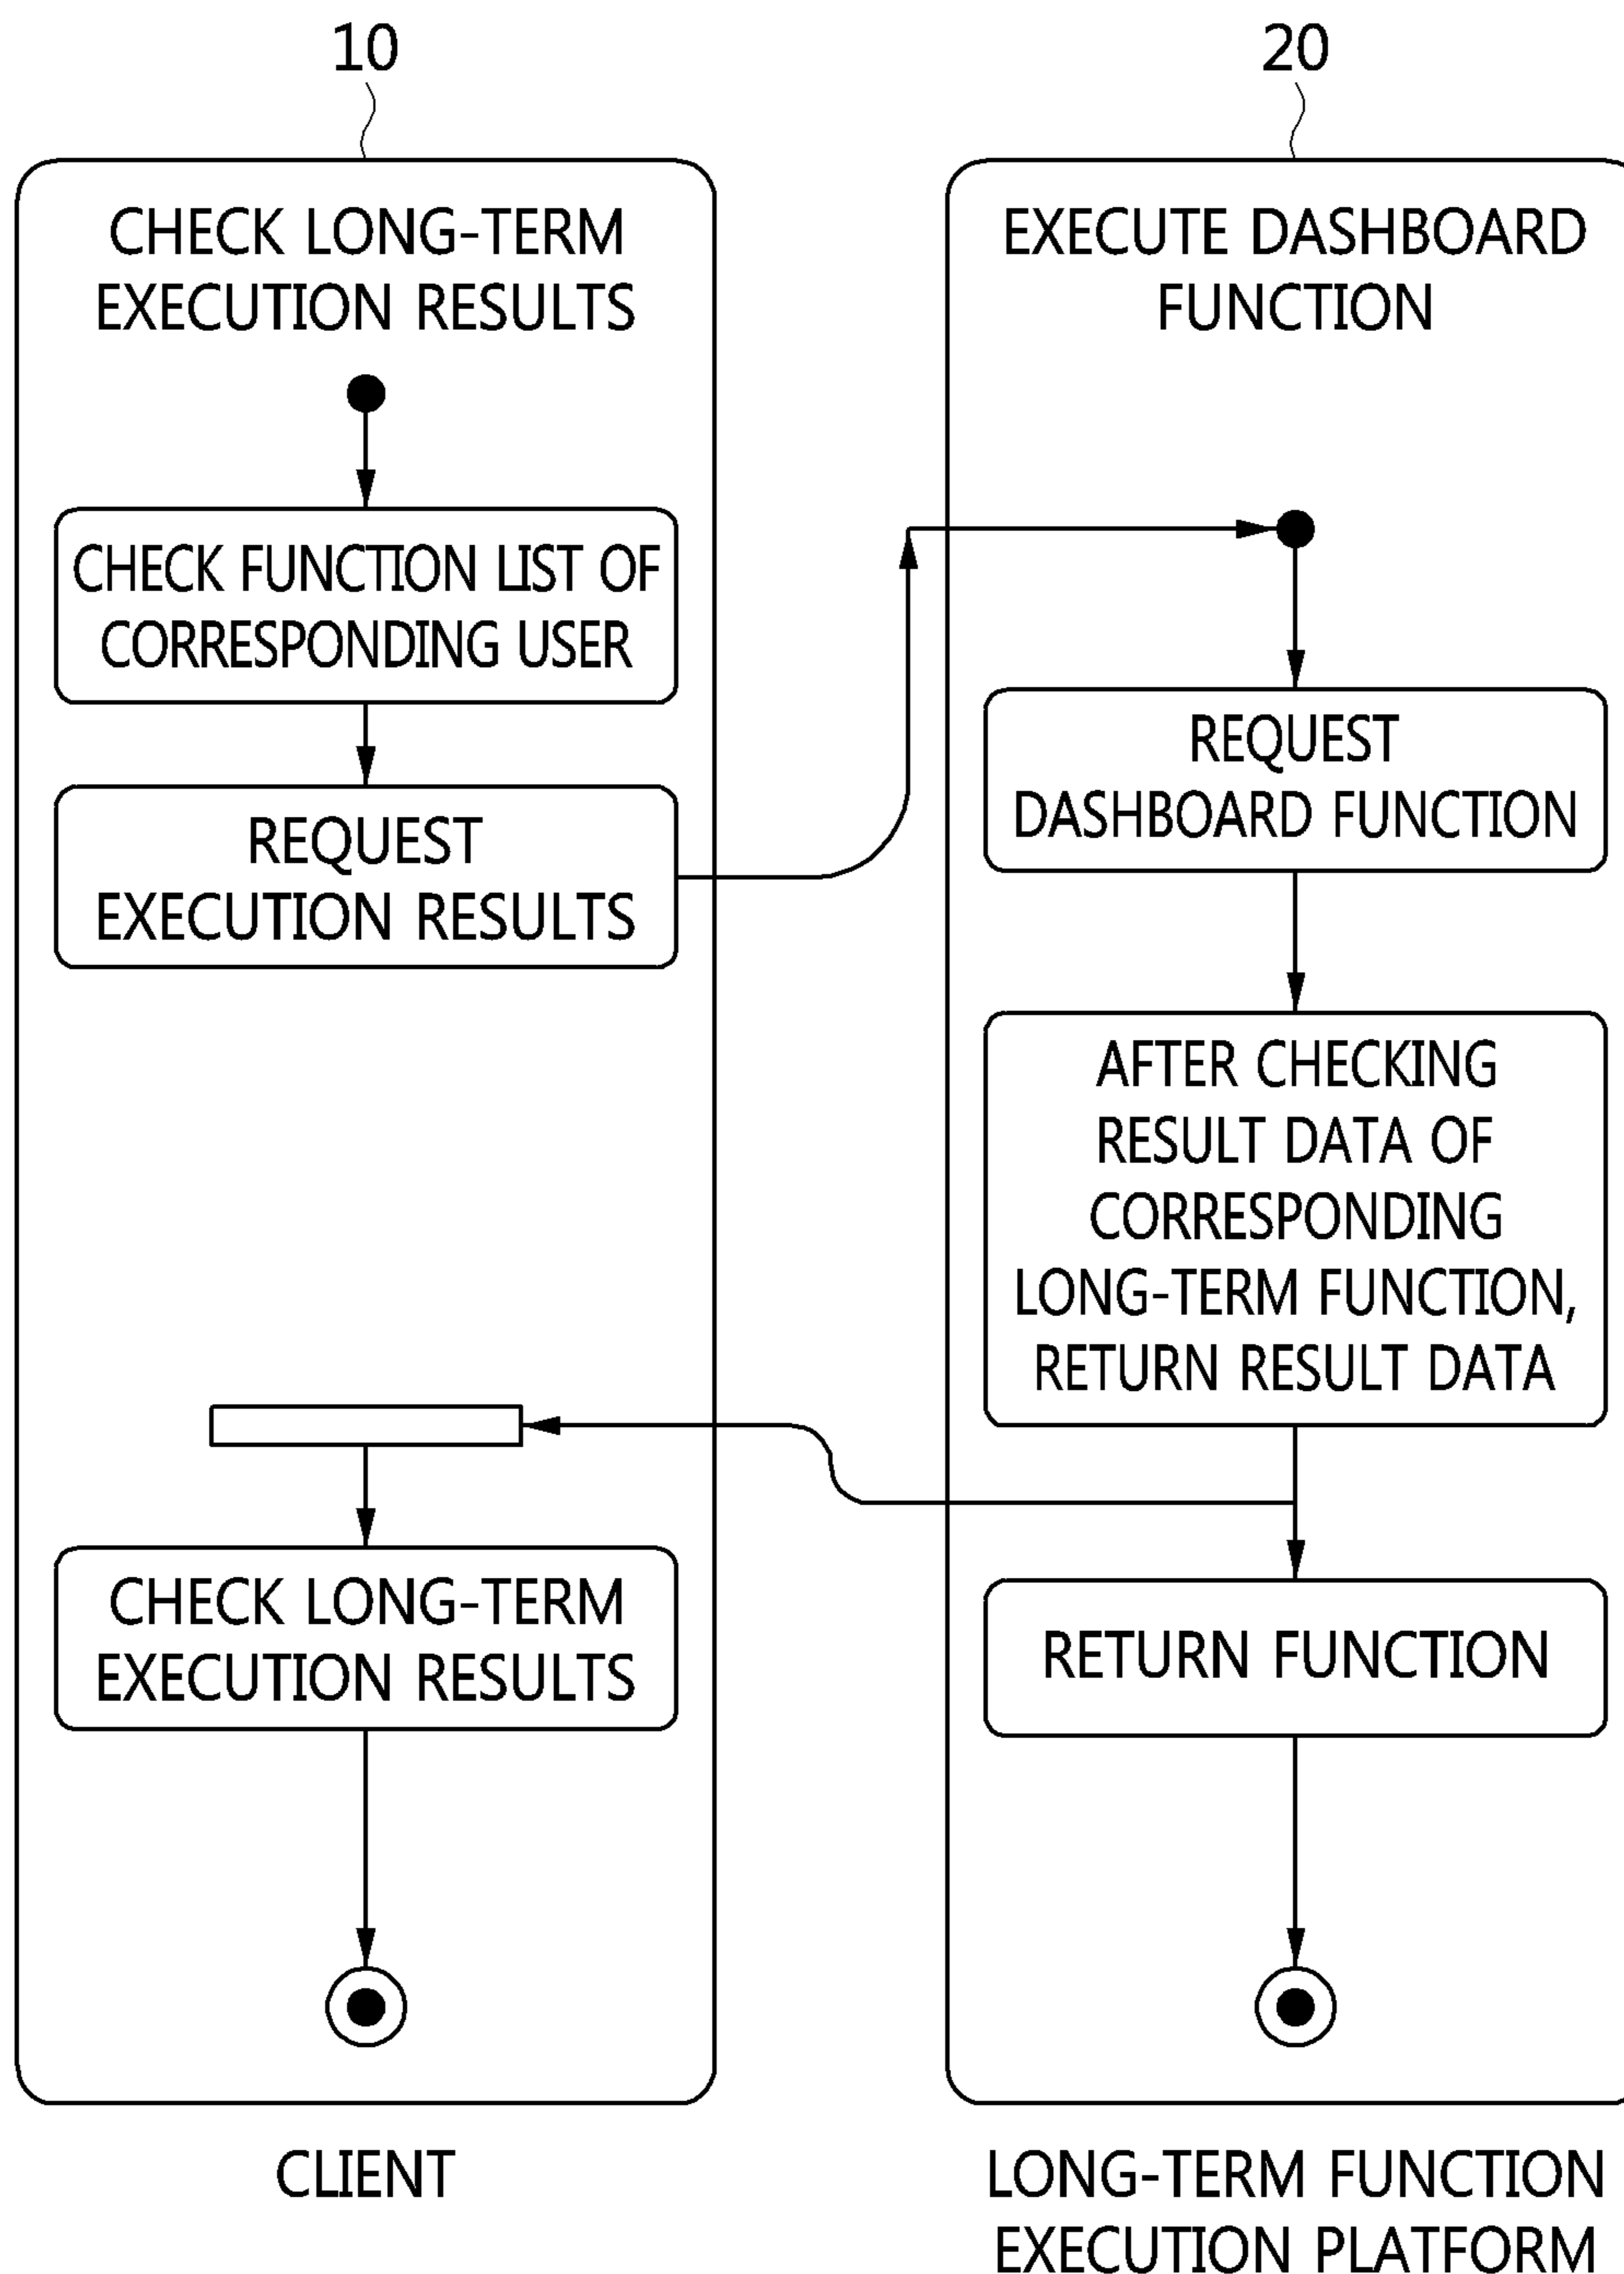 10
CHECK LONG-TERM
EXECUTION RESULTS
CHECK FUNCTION LIST OF
CORRESPONDING USER
REQUEST
EXECUTION RESULTS
CHECK LONG-TERM
EXECUTION RESULTS
CLIENT
20
EXECUTE DASHBOARD
FUNCTION
REQUEST
DASHBOARD FUNCTION
AFTER CHECKING
RESULT DATA OF
CORRESPONDING
LONG-TERM FUNCTION,
RETURN RESULT DATA
RETURN FUNCTION
LONG-TERM FUNCTION
EXECUTION PLATFORM